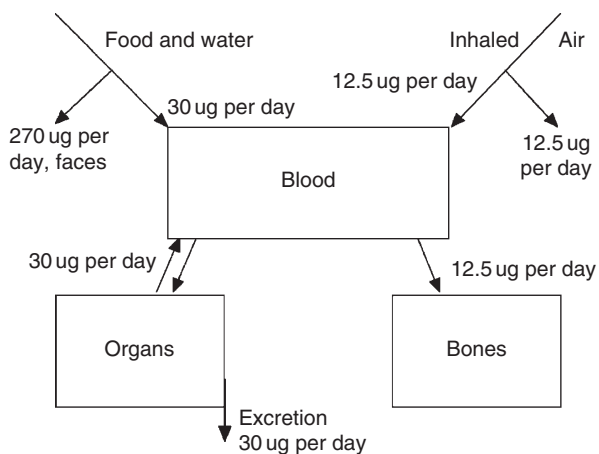 Food and water
Inhaled
Air
30 ug per day
12.5 ug per day
270 ug per
day, faces
12.5 ug
per day
Blood
30 ug per day
12.5 ug per day
Organs
Bones
Excretion
30 ug per day